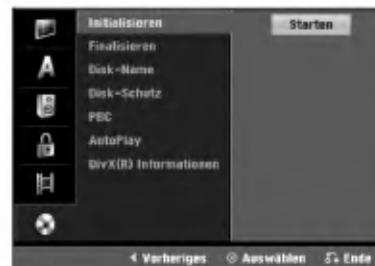 Initialisieren
Starten
Finalisieren
Disk-Name
Disk-Schutz
PBC
AutoPlay
DivX(R) Informationen
Vorheriges Auswählen Ende